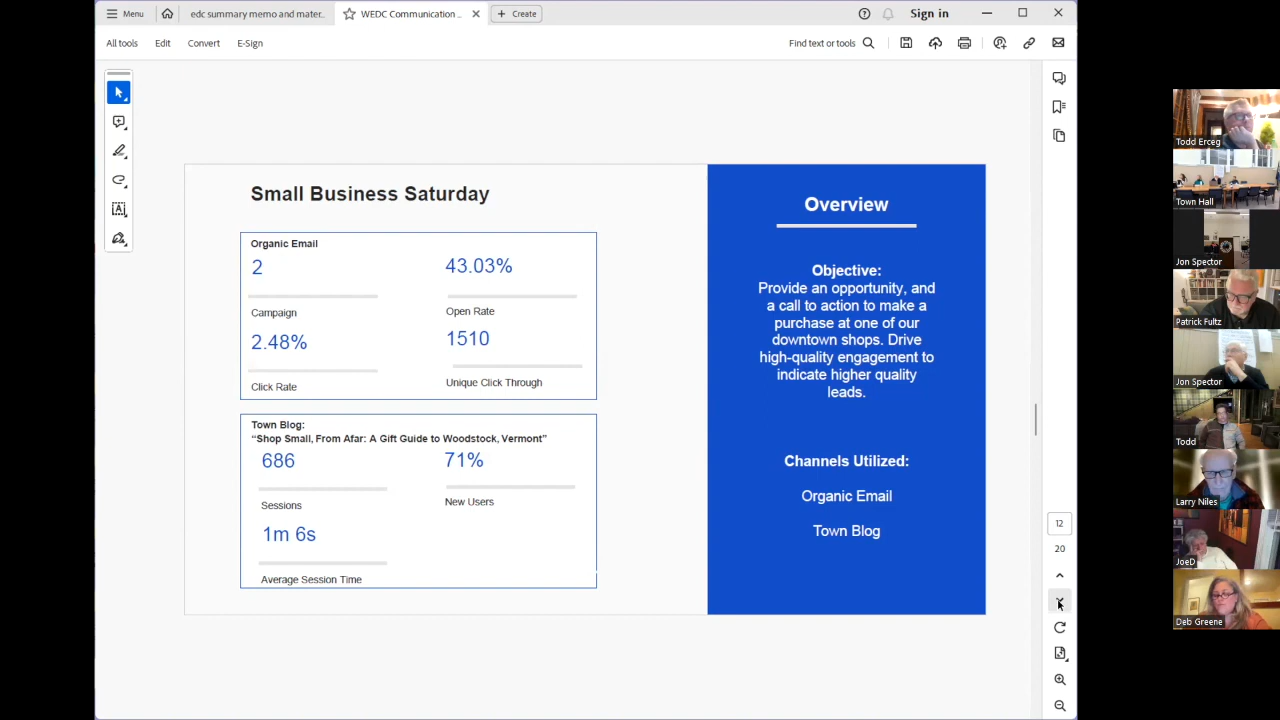 Menu
edc summary memo and mater...
WEDC Communication ...
Create
Sign in
All tools
Edit
Convert
E-Sign
Find text or tools
Small Business Saturday
Organic Email
2
43.03%
Campaign
Open Rate
2.48%
1510
Click Rate
Unique Click Through
Town Blog:
"Shop Small, From Afar: A Gift Guide to Woodstock, Vermont"
686
71%
Sessions
New Users
1m 6s
Average Session Time
Overview
Objective:
Provide an opportunity, and
a call to action to make a
purchase at one of our
downtown shops. Drive
high-quality engagement to
indicate higher quality
leads.
Channels Utilized:
Organic Email
Town Blog
12
20
Todd Erceg
Town Hall
Jon Spector
Patrick Fultz
Jon Spector
Todd
Larry Niles
JoeD
Deb Greene